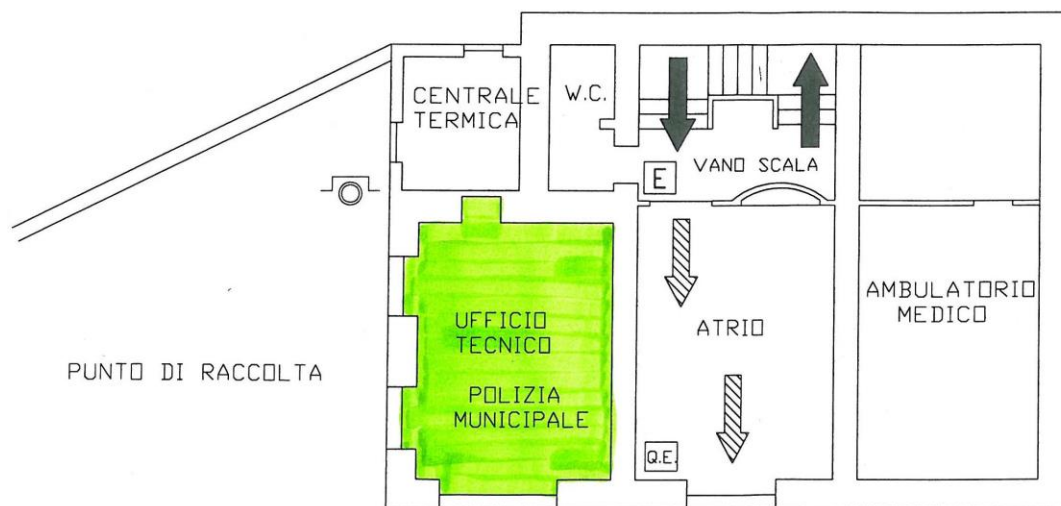 CENTRALE
TERMICA
W.C.
E
VANO SCALA
UFFICIO
TECNICO
POLIZIA
MUNICIPALE
ATRIO
AMBULATORIO
MEDICO
PUNTO DI RACCOLTA
Q.E.